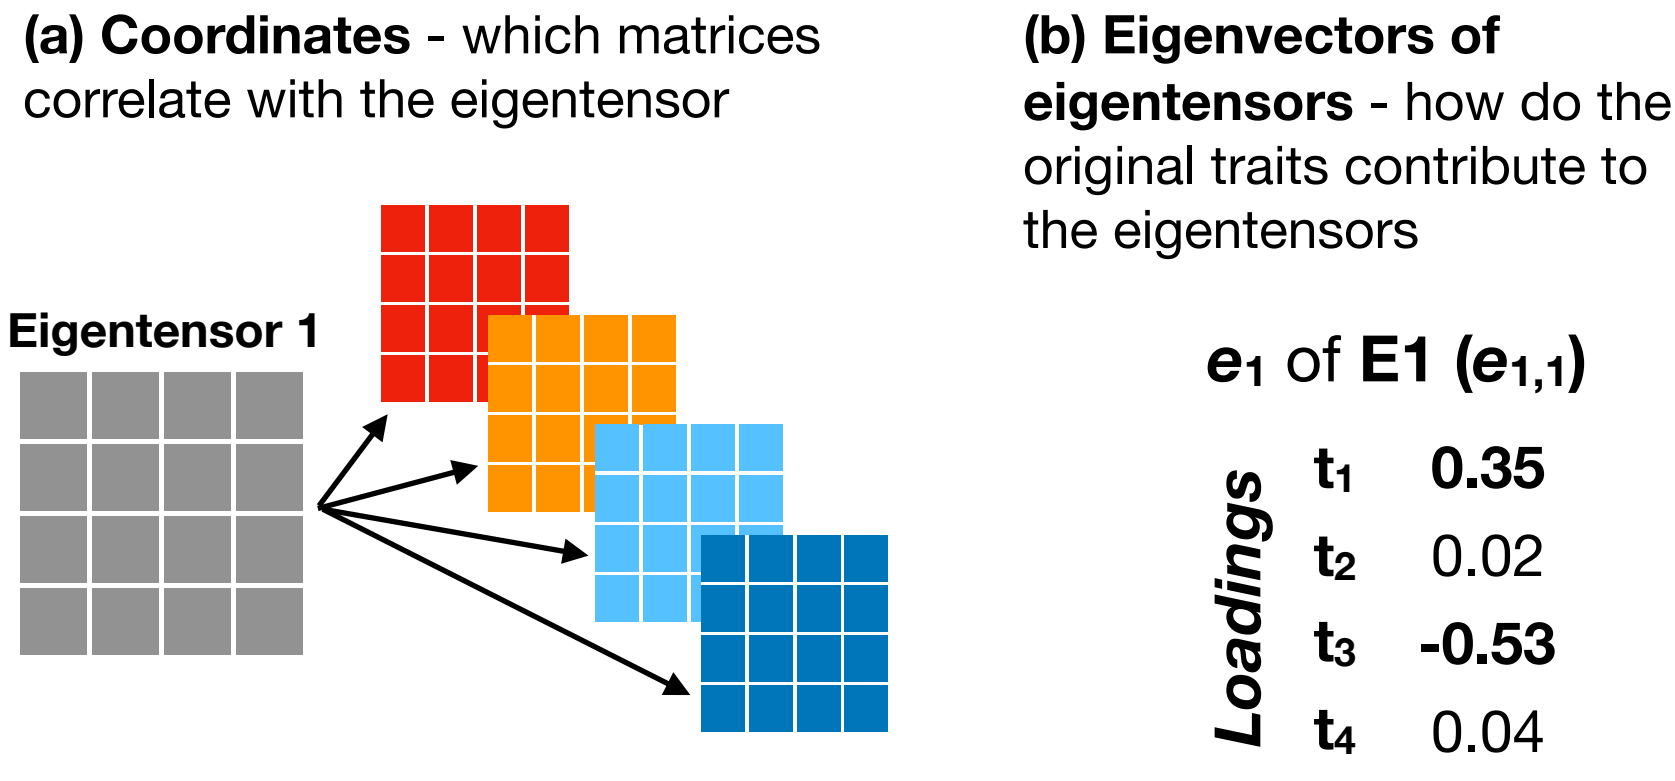 (a) Coordinates - which matrices
correlate with the eigentensor
Eigentensor 1
(b) Eigenvectors of
eigentensors - how do the
original traits contribute to
the eigentensors
e₁ of E1 (e₁,₁)
Loadings
t₁ 0.35
t₂ 0.02
t₃ -0.53
t₄ 0.04